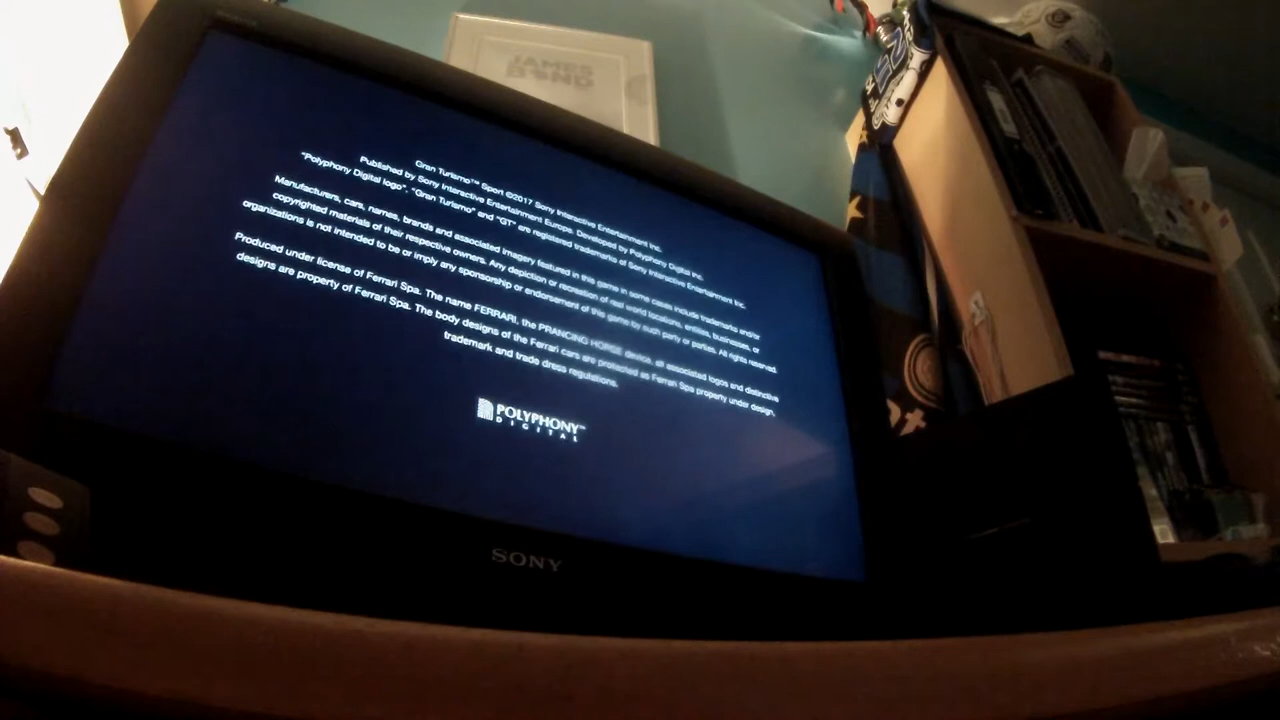 JAMES
BOND
Gran Turismo™ Sport ©2017 Sony Interactive Entertainment Inc.
Published by Sony Interactive Entertainment Europe. Developed by Polyphony Digital Inc.
"Polyphony Digital logo", "Gran Turismo" and "GT" are registered trademarks of Sony Interactive Entertainment Inc.
Manufacturers, cars, names, brands and associated imagery featured in this game in some cases include trademarks and/or
copyrighted materials of their respective owners. Any depiction or recreation of real world locations, entities, businesses, or
organizations is not intended to be or imply any sponsorship or endorsement of this game by such party or parties. All rights reserved.
Produced under license of Ferrari Spa. The name FERRARI, the PRANCING HORSE device, all associated logos and distinctive
designs are property of Ferrari Spa. The body designs of the Ferrari cars are protected as Ferrari Spa property under design,
trademark and trade dress regulations.
POLYPHONY™
DIGITAL
SONY